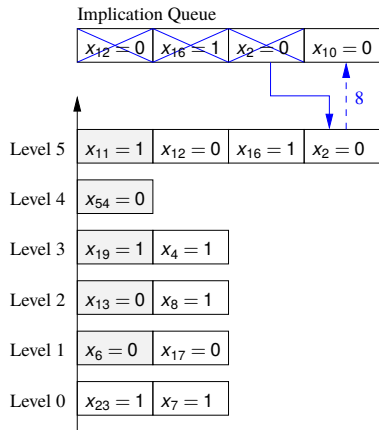 Implication Queue
x₁₂ = 0 x₁₆ = 1 x₂ = 0 x₁₀ = 0
8
Level 5 x₁₁ = 1 x₁₂ = 0 x₁₆ = 1 x₂ = 0
Level 4 x₅₄ = 0
Level 3 x₁₉ = 1 x₄ = 1
Level 2 x₁₃ = 0 x₈ = 1
Level 1 x₆ = 0 x₁₇ = 0
Level 0 x₂₃ = 1 x₇ = 1